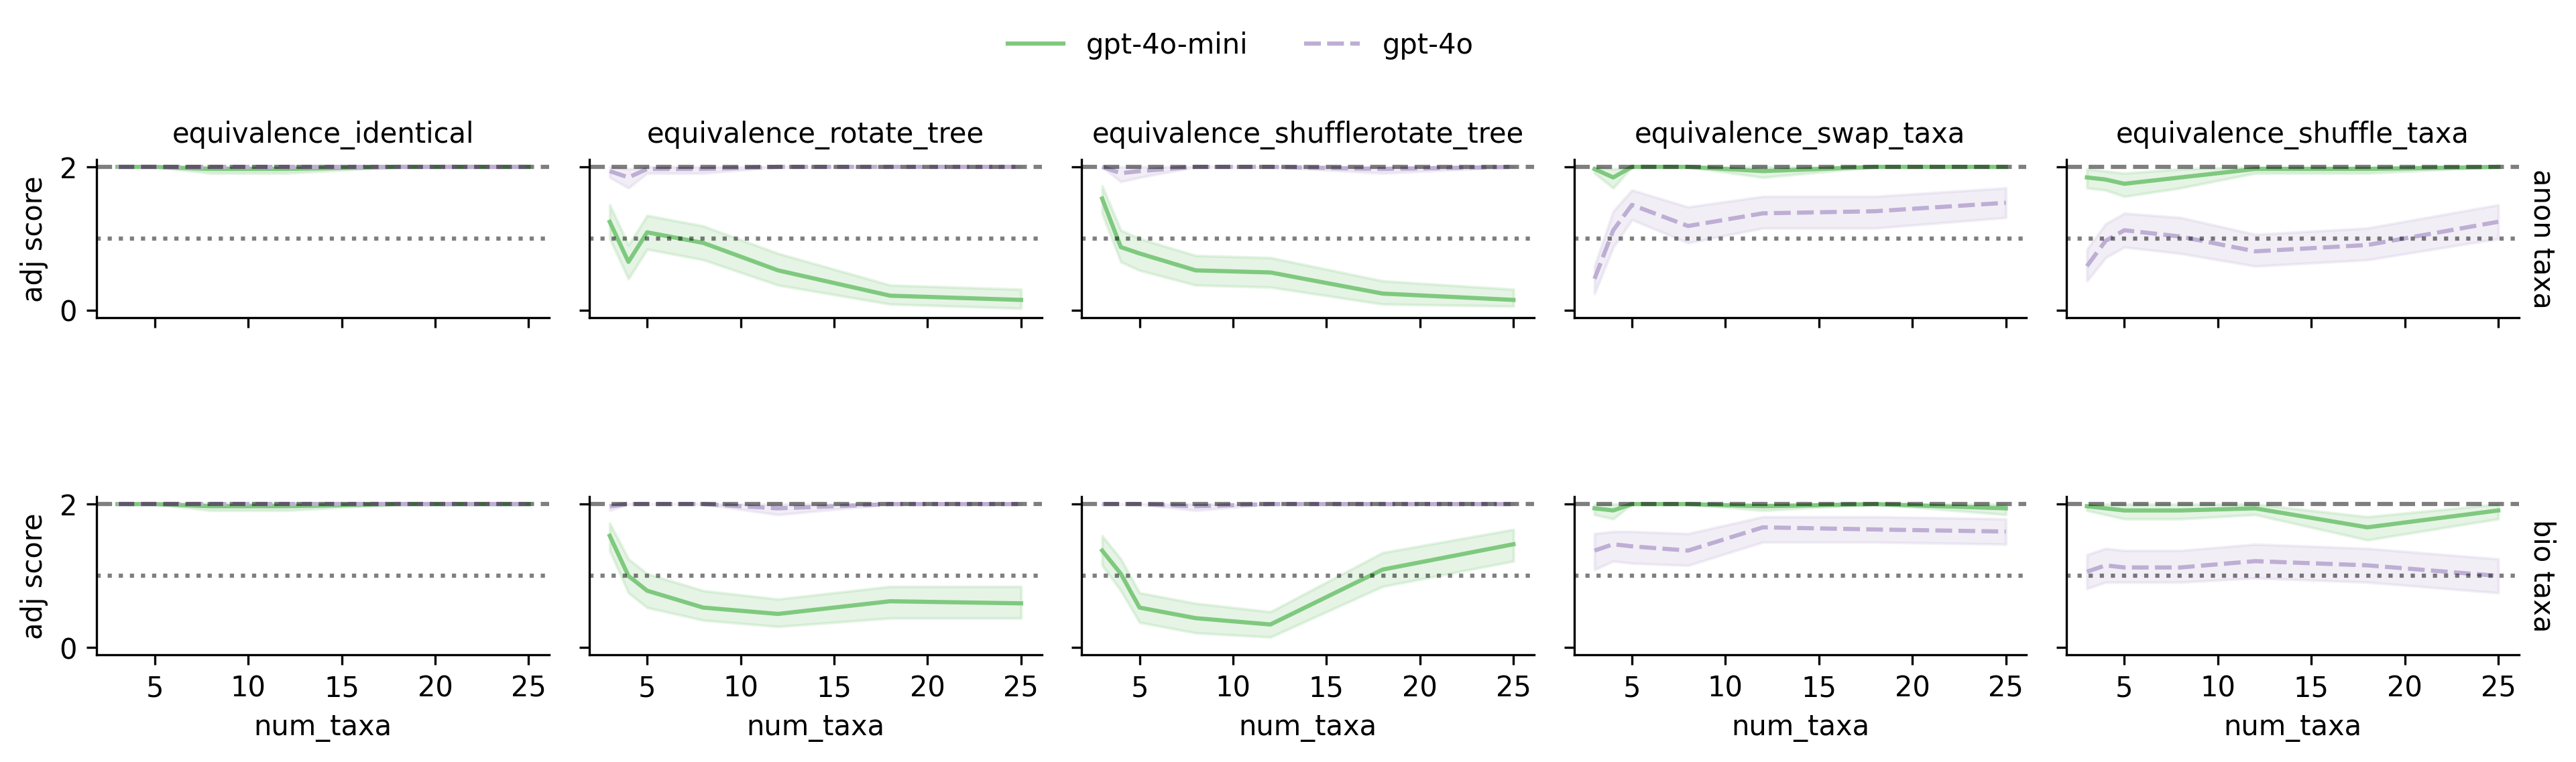 gpt-4o-mini gpt-4o
equivalence_identical equivalence_rotate_tree equivalence_shufflerotate_tree equivalence_swap_taxa equivalence_shuffle_taxa
2
0
adj score
anon taxa
2
0
adj score
bio taxa
5 10 15 20 25 5 10 15 20 25 5 10 15 20 25 5 10 15 20 25 5 10 15 20 25
num_taxa num_taxa num_taxa num_taxa num_taxa